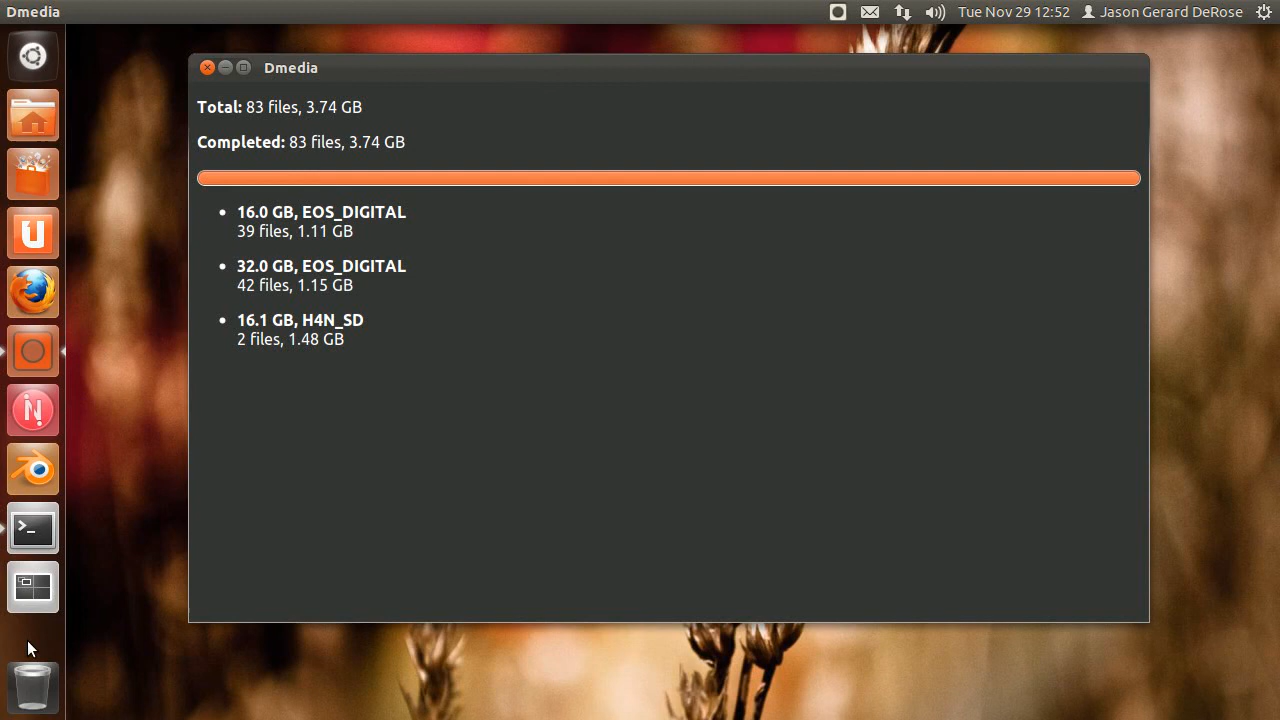 Dmedia
Tue Nov 29 12:52 Jason Gerard DeRose
Dmedia
Total: 83 files, 3.74 GB
Completed: 83 files, 3.74 GB
16.0 GB, EOS_DIGITAL
39 files, 1.11 GB
32.0 GB, EOS_DIGITAL
42 files, 1.15 GB
16.1 GB, H4N_SD
2 files, 1.48 GB